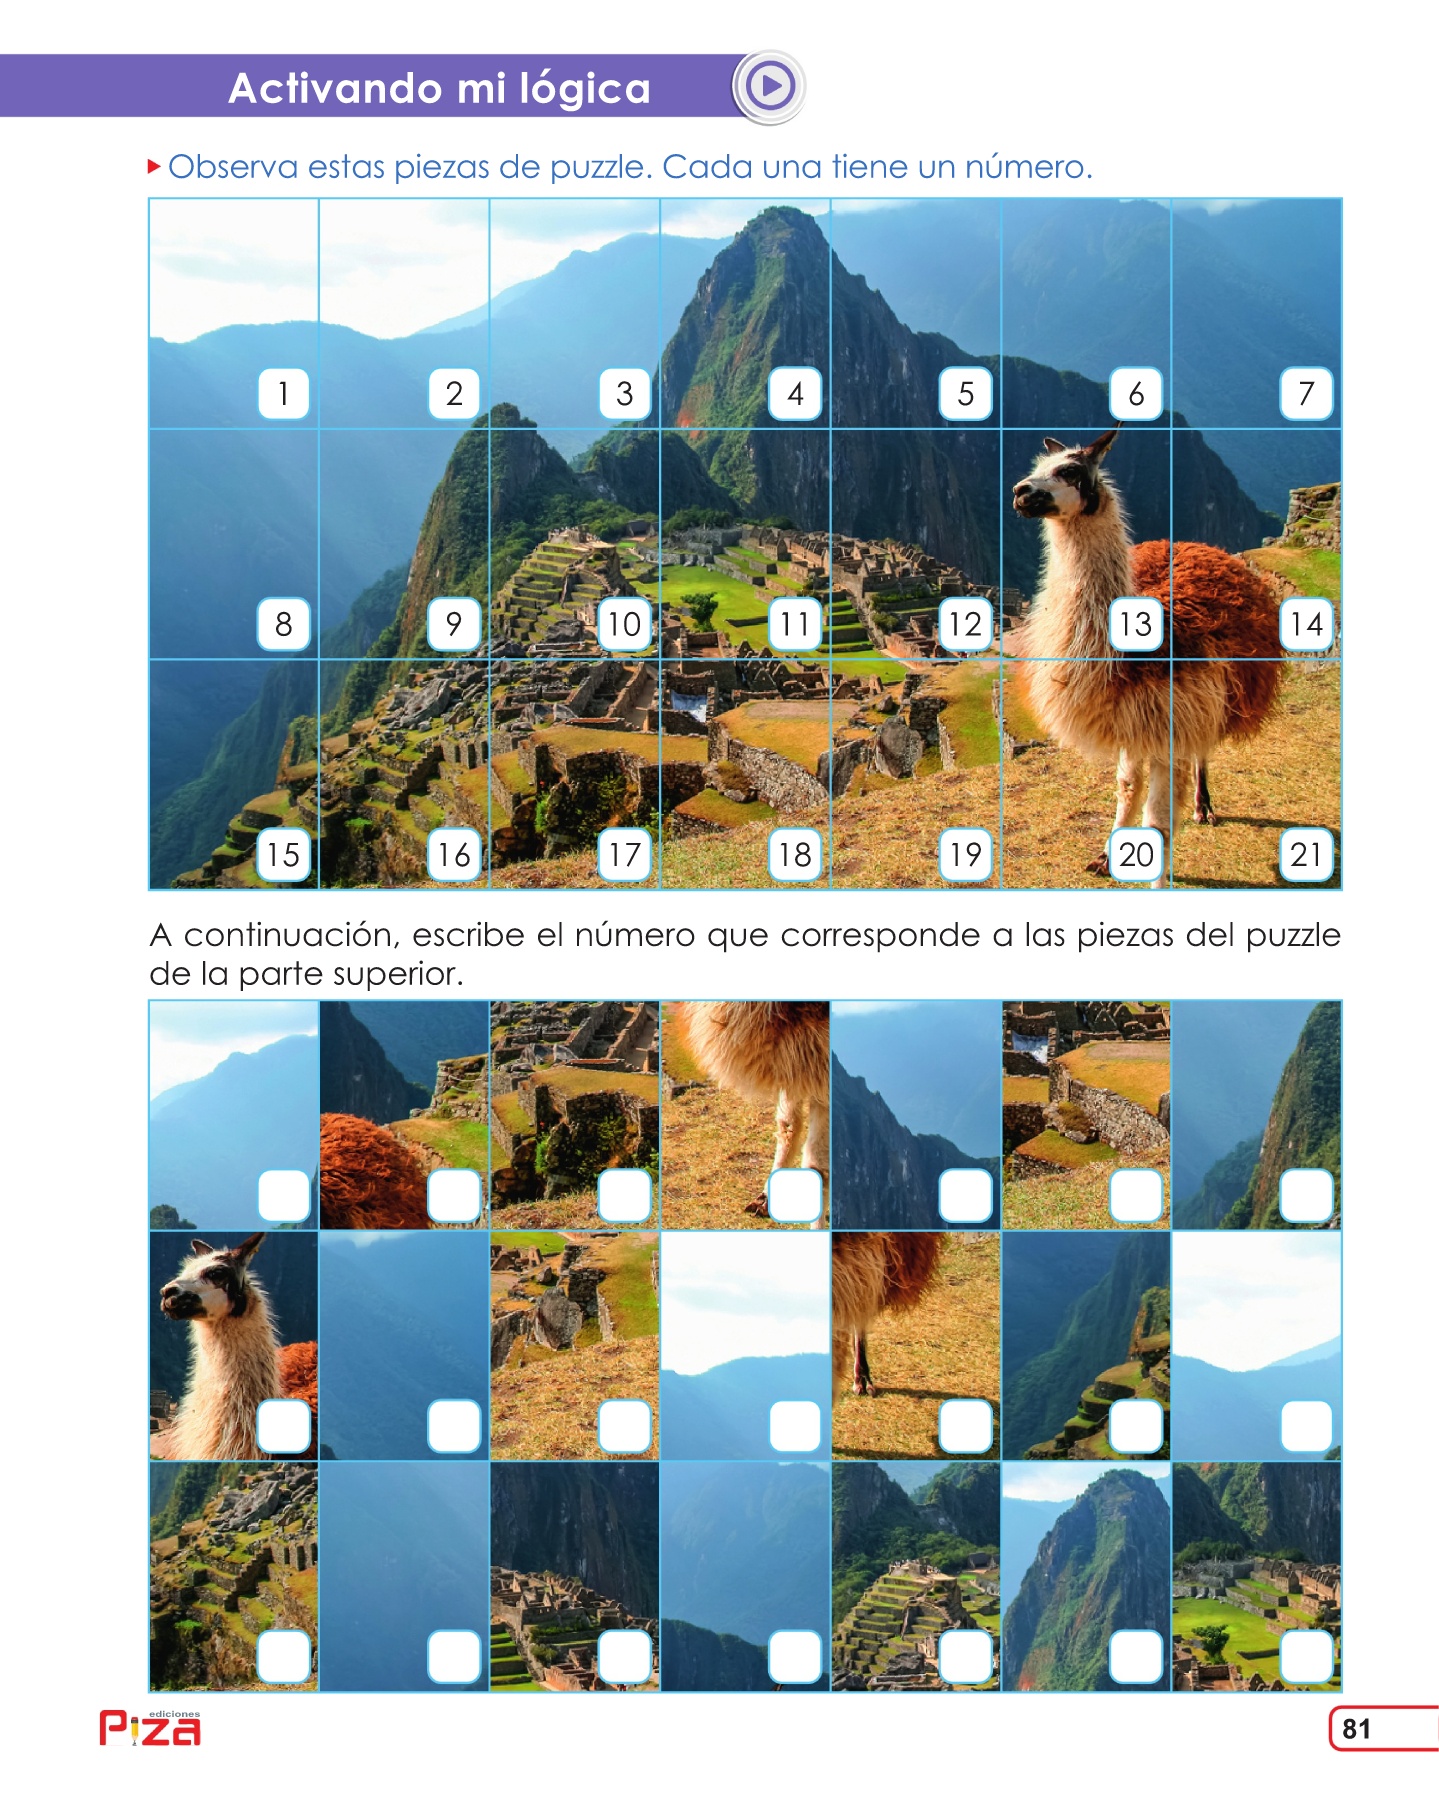 Activando mi lógica
Observa estas piezas de puzzle. Cada una tiene un número.
1 2 3 4 5 6 7
8 9 10 11 12 13 14
15 16 17 18 19 20 21
A continuación, escribe el número que corresponde a las piezas del puzzle
de la parte superior.
ediciones
Piza
81